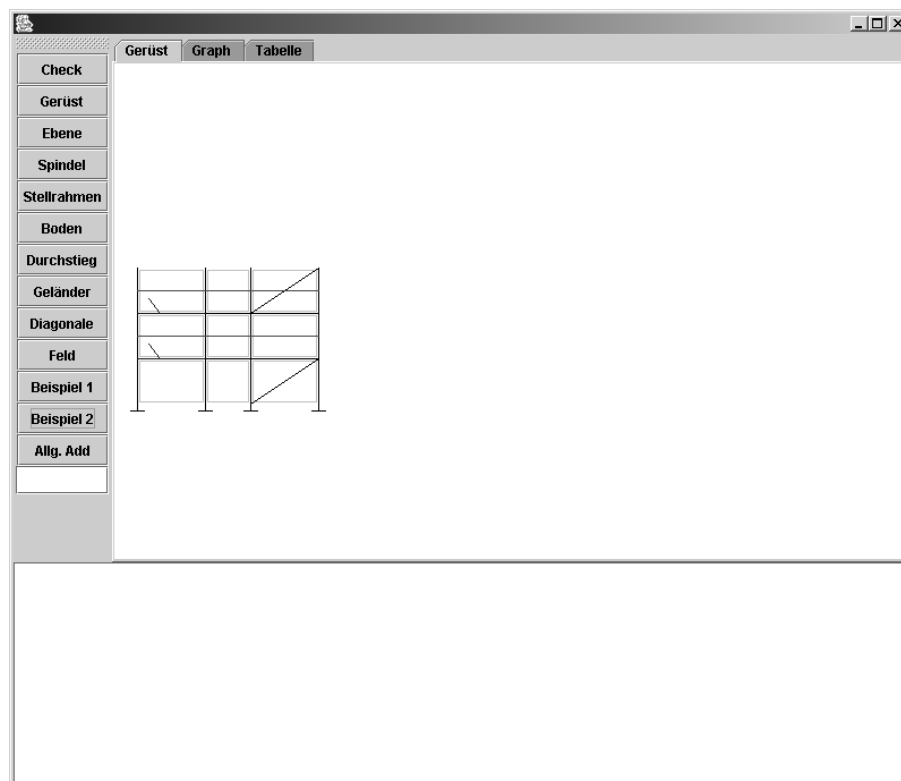 Gerüst Graph Tabelle
Check
Gerüst
Ebene
Spindel
Stellrahmen
Boden
Durchstieg
Geländer
Diagonale
Feld
Beispiel 1
Beispiel 2
Allg. Add